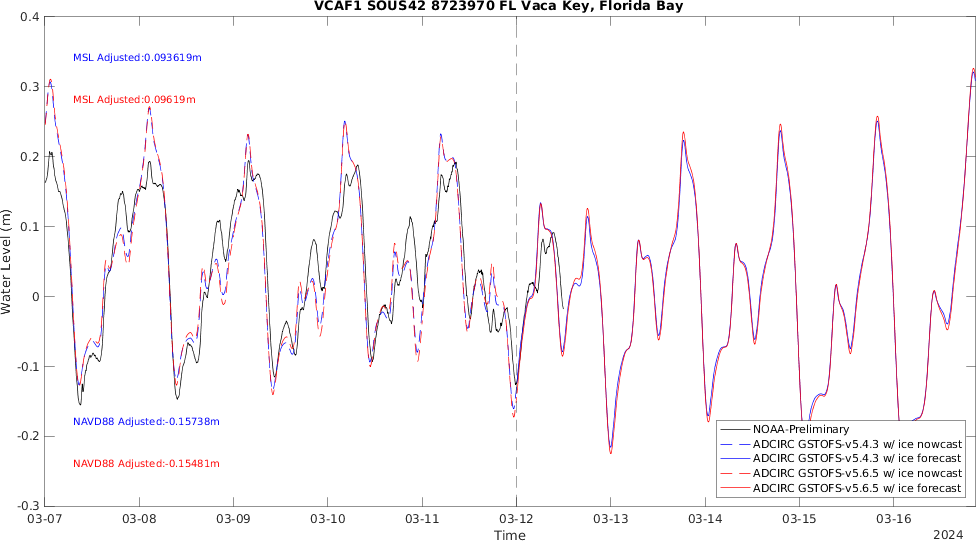 VCAF1 SOUS42 8723970 FL Vaca Key, Florida Bay
0.4
0.3
0.2
0.1
0
-0.1
-0.2
-0.3
Water Level (m)
MSL Adjusted:0.093619m
MSL Adjusted:0.09619m
NAVD88 Adjusted:-0.15738m
NAVD88 Adjusted:-0.15481m
NOAA-Preliminary
ADCIRC GSTOFS-v5.4.3 w/ ice nowcast
ADCIRC GSTOFS-v5.4.3 w/ ice forecast
ADCIRC GSTOFS-v5.6.5 w/ ice nowcast
ADCIRC GSTOFS-v5.6.5 w/ ice forecast
03-07 03-08 03-09 03-10 03-11 03-12 03-13 03-14 03-15 03-16
Time
2024